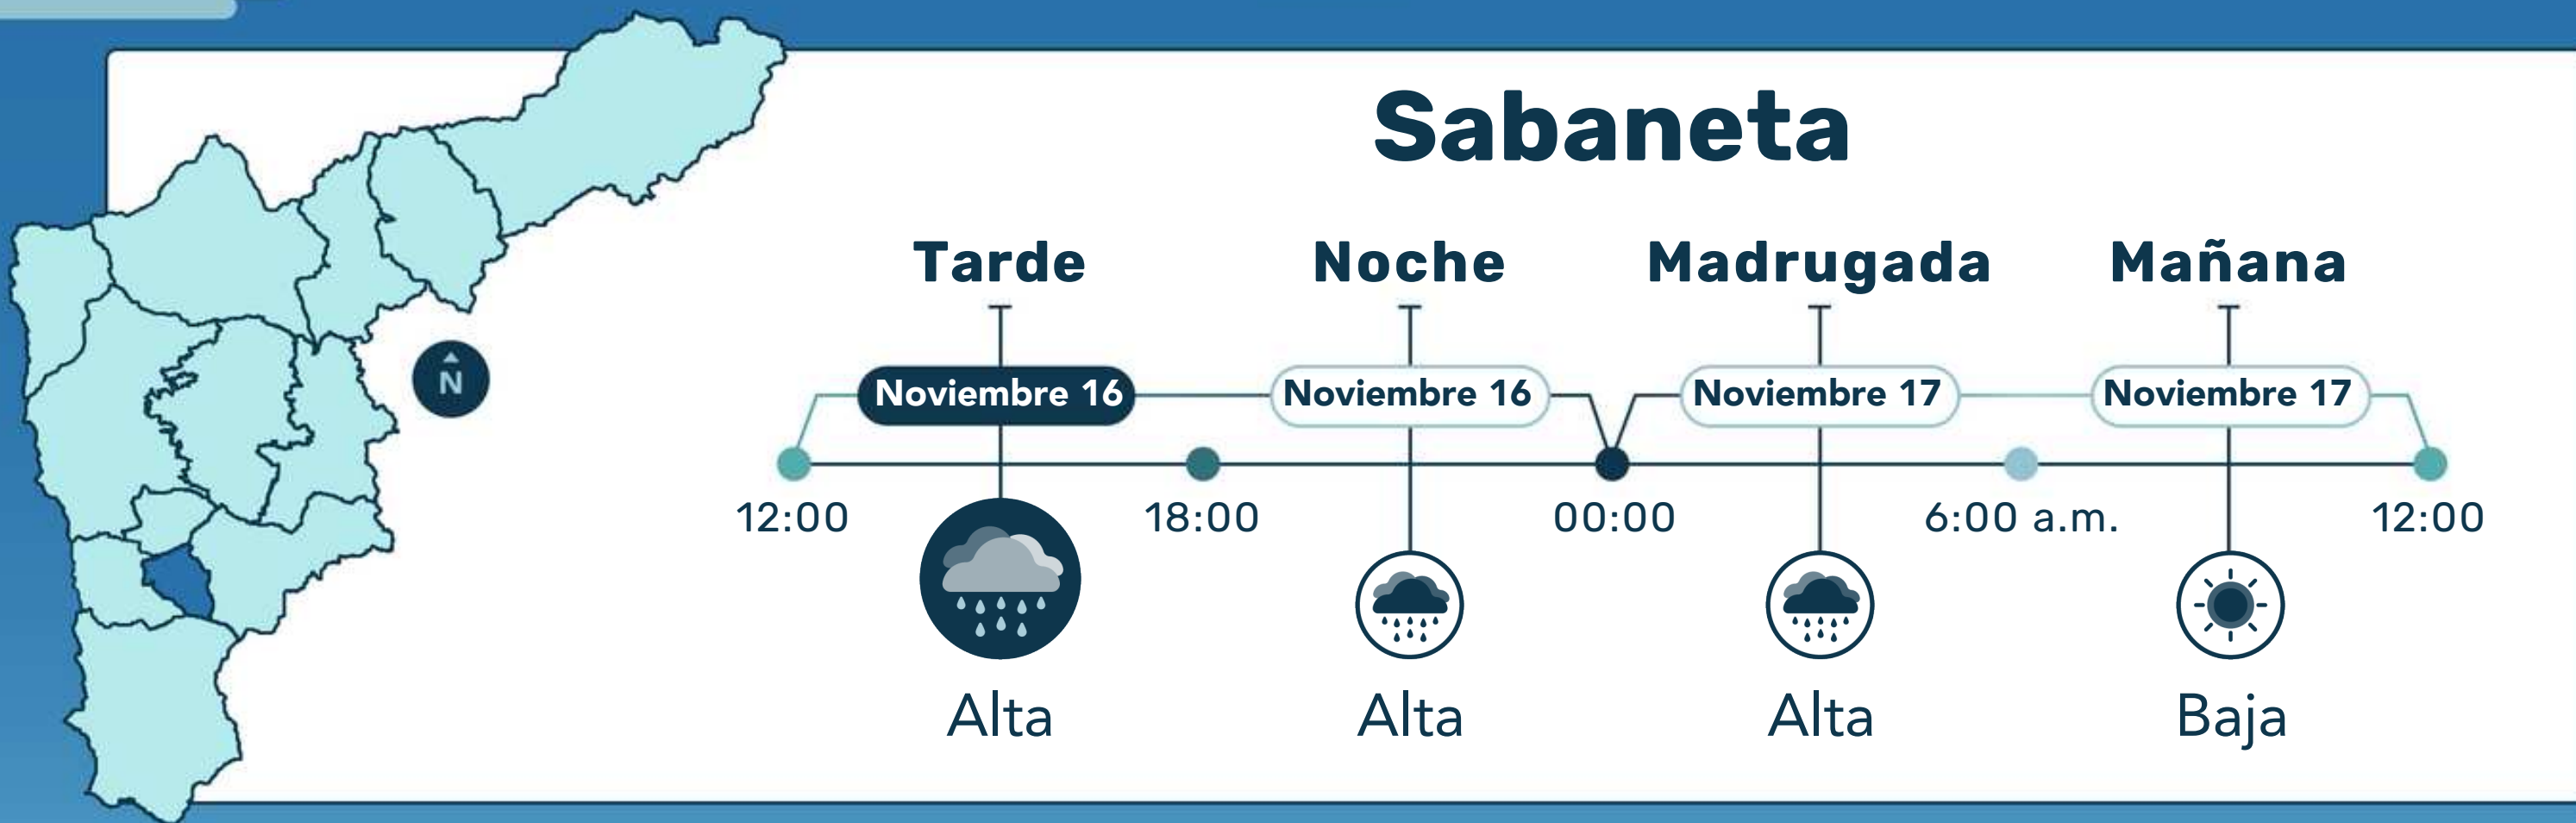 Sabaneta
Tarde Noche Madrugada Mañana
N
Noviembre 16 Noviembre 16 Noviembre 17 Noviembre 17
12:00 18:00 00:00 6:00 a.m. 12:00
Alta Alta Alta Baja